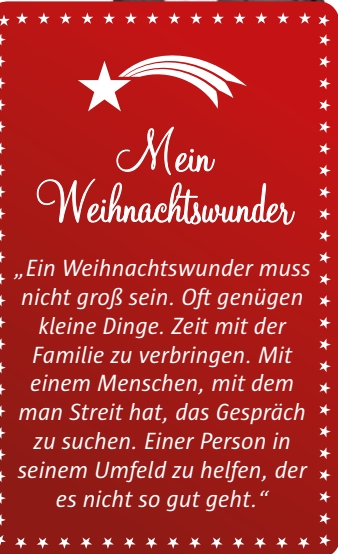 Mein
Weihnachtswunder
„Ein Weihnachtswunder muss
nicht groß sein. Oft genügen
kleine Dinge. Zeit mit der
Familie zu verbringen. Mit
einem Menschen, mit dem
man Streit hat, das Gespräch
zu suchen. Einer Person in
seinem Umfeld zu helfen, der
es nicht so gut geht.“